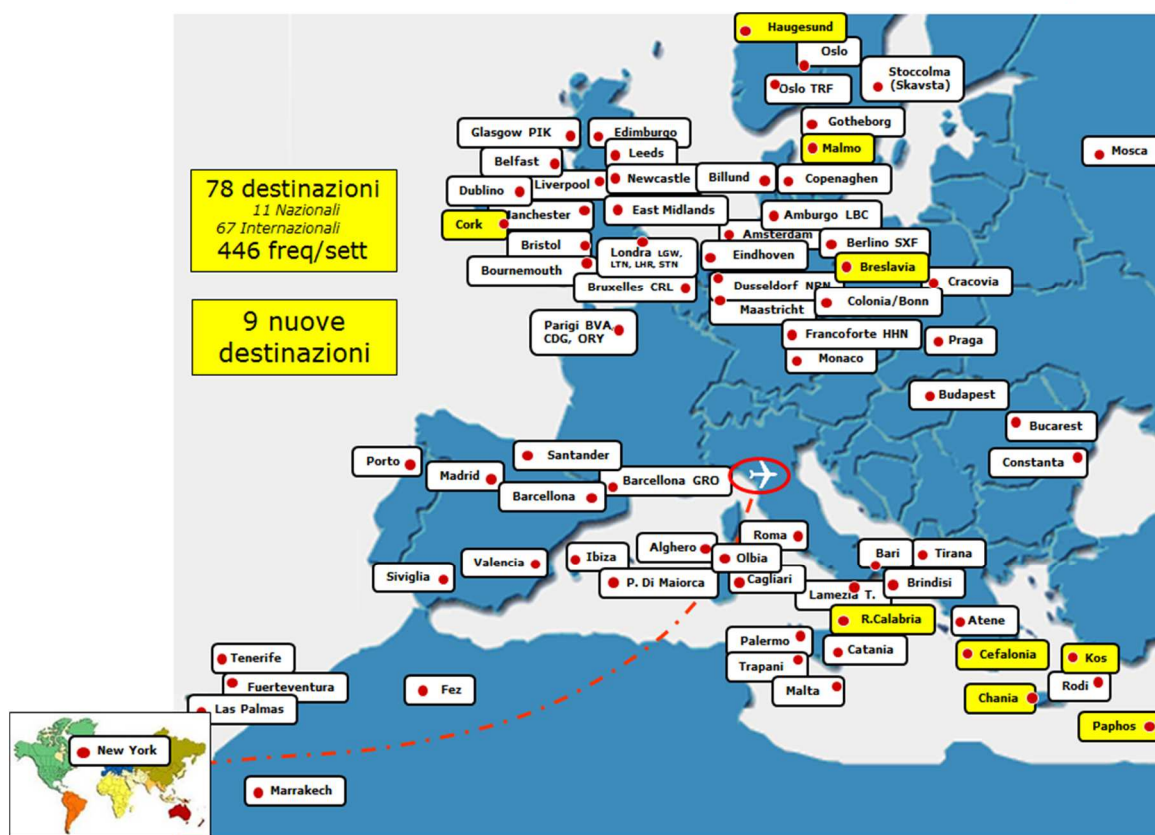 Haugesund
Oslo
Oslo TRF
Stoccolma
(Skavsta)
Glasgow PIK
Edimburgo
Gotheborg
Belfast
Leeds
Malmo
Mosca
78 destinazioni
11 Nazionali
67 Internazionali
446 freq/sett
Dublino
Liverpool
Newcastle
Billund
Copenaghen
Cork
Manchester
East Midlands
Amburgo LBC
Bristol
Londra LGW,
LTN, LHR, STN
Amsterdam
Berlino SXF
Bournemouth
Eindhoven
Breslavia
Bruxelles CRL
Dusseldorf NRN
Cracovia
Maastricht
Colonia/Bonn
9 nuove
destinazioni
Parigi BVA,
CDG, ORY
Francoforte HHN
Praga
Monaco
Budapest
Bucarest
Porto
Santander
Constanta
Madrid
Barcellona GRO
Barcellona
Roma
Alghero
Olbia
Bari
Tirana
Valencia
Ibiza
Siviglia
P. Di Maiorca
Cagliari
Lamezia T.
Brindisi
R.Calabria
Atene
Palermo
Catania
Cefalonia
Kos
Tenerife
Trapani
Fuerteventura
Fez
Malta
Rodi
Las Palmas
Chania
Paphos
New York
Marrakech